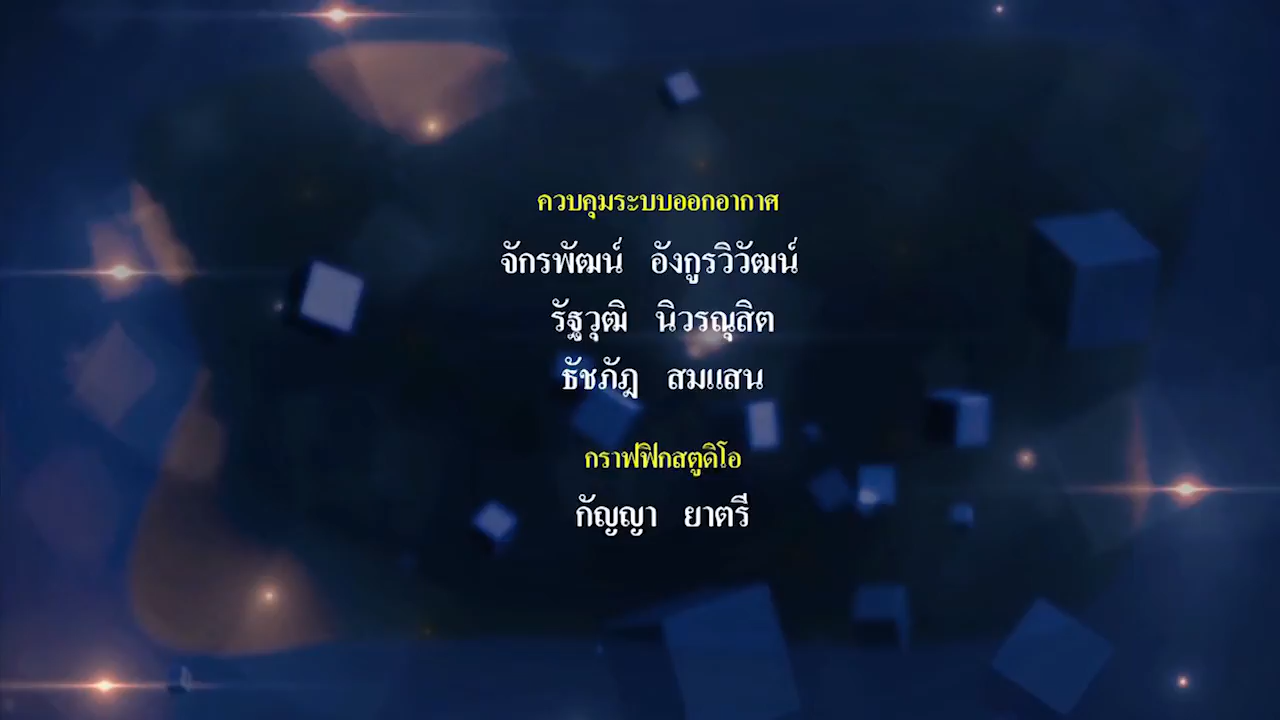 ควบคุมระบบออกอากาศ
จักรพัฒน์ อังกูรวิวัฒน์
รัฐวุฒิ นิวรณุสิต
ธัชภัฎ สมแสน
กราฟฟิกสตูดิโอ
กัญญา ยาตรี